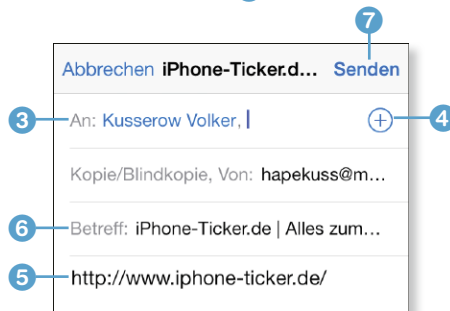 7
Abbrechen iPhone-Ticker.d... Senden
3 An: Kusserow Volker, 4
Kopie/Blindkopie, Von: hapekuss@m...
6 Betreff: iPhone-Ticker.de | Alles zum...
5 http://www.iphone-ticker.de/